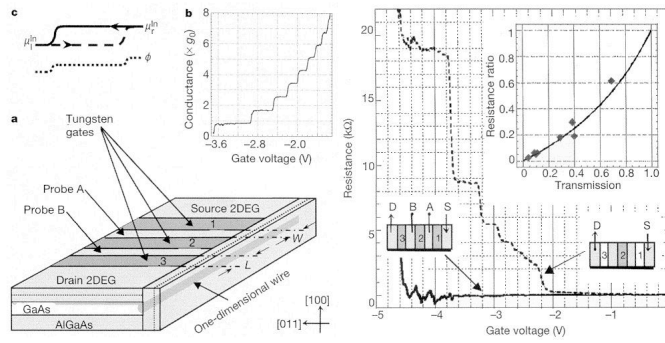 c
μ_l^In
μ_r^In
ϕ
b
Conductance (× g₀)
8
6
4
2
0
-3.6
-2.8
-2.0
Gate voltage (V)
a
Tungsten
gates
Probe A
Probe B
Source 2DEG
1
2
3
Drain 2DEG
L
W
GaAs
AlGaAs
One-dimensional wire
[100]
[011]
Resistance (kΩ)
20
15
10
5
0
-5
-4
-3
-2
-1
Gate voltage (V)
D B A S
3 2 1
D S
3 2 1
Resistance ratio
1.0
0.8
0.6
0.4
0.2
0
0 0.2 0.4 0.6 0.8 1.0
Transmission